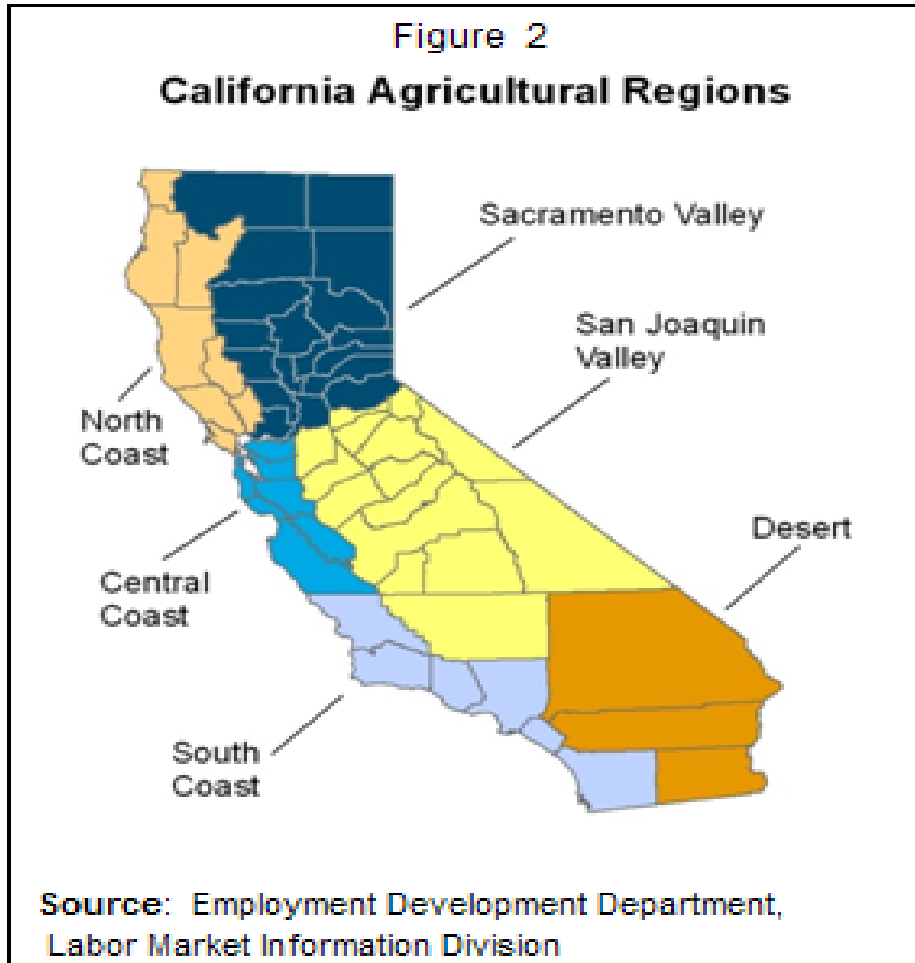 Figure 2
California Agricultural Regions
Sacramento Valley
San Joaquin
Valley
North
Coast
Desert
Central
Coast
South
Coast
Source: Employment Development Department,
Labor Market Information Division